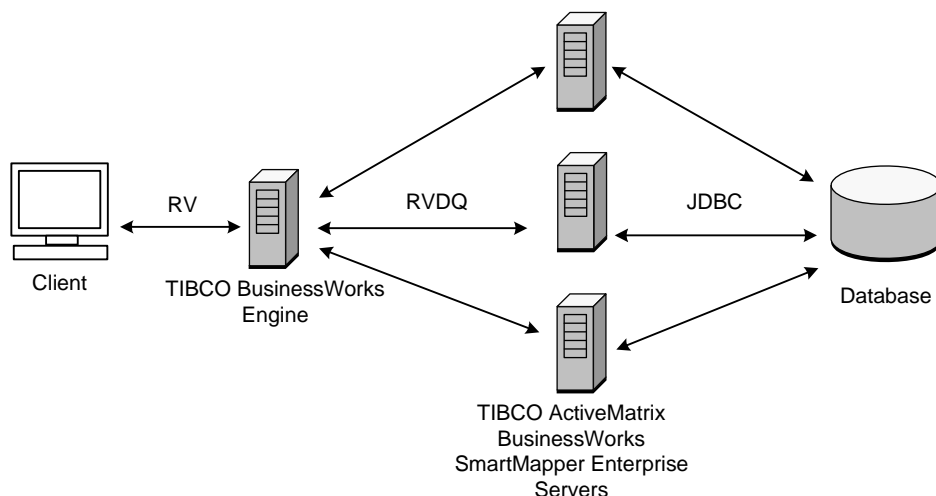 RV
RVDQ
JDBC
Client
TIBCO BusinessWorks
Engine
Database
TIBCO ActiveMatrix
BusinessWorks
SmartMapper Enterprise
Servers